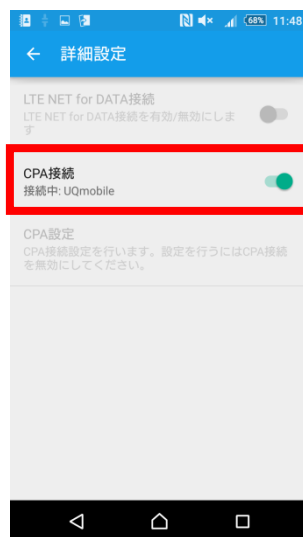 68% 11:48
詳細設定
LTE NET for DATA接続
LTE NET for DATA接続を有効/無効にしま
す
CPA接続
接続中: UQmobile
CPA設定
CPA接続設定を行います。設定を行うにはCPA接続
を無効にしてください。